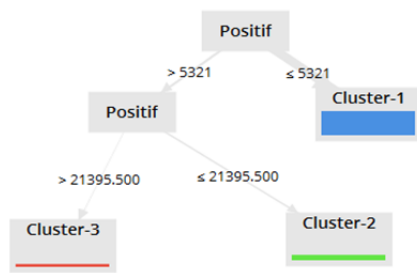 Positif
> 5321
≤ 5321
Cluster-1
Positif
> 21395.500
≤ 21395.500
Cluster-3
Cluster-2